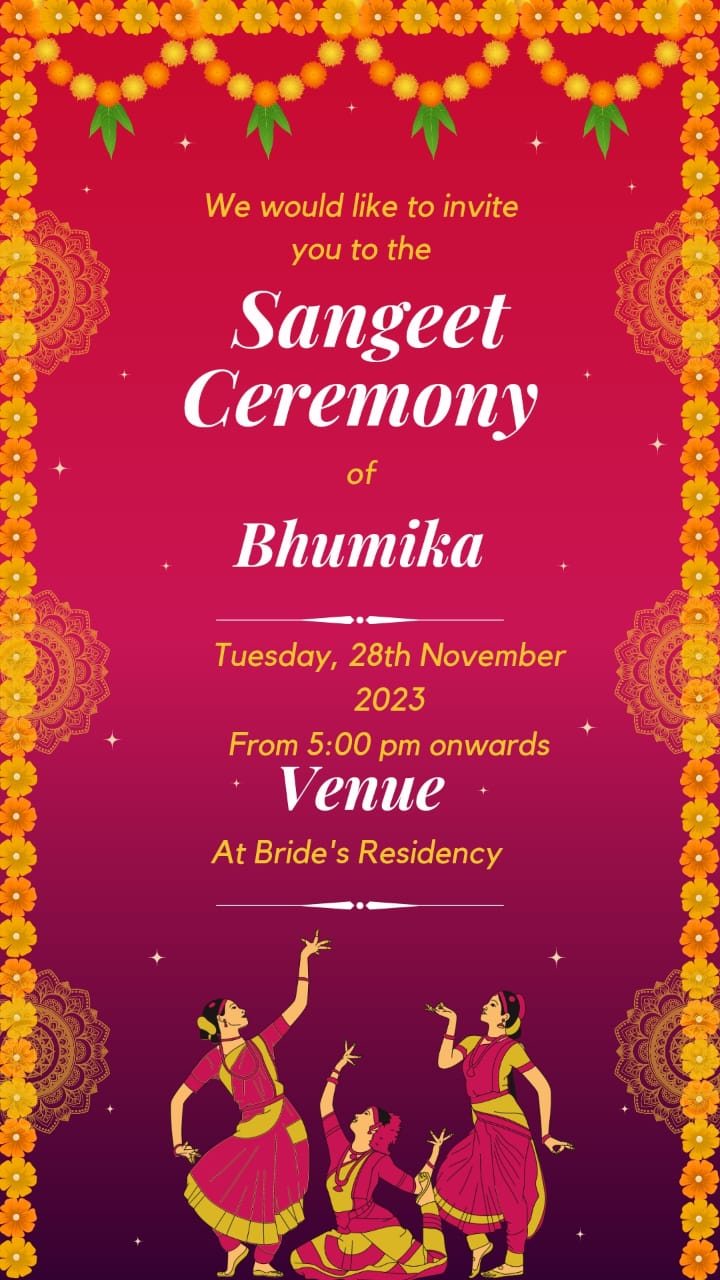 We would like to invite
you to the
Sangeet
Ceremony
of
Bhumika
Tuesday, 28th November
2023
From 5:00 pm onwards
Venue
At Bride's Residency